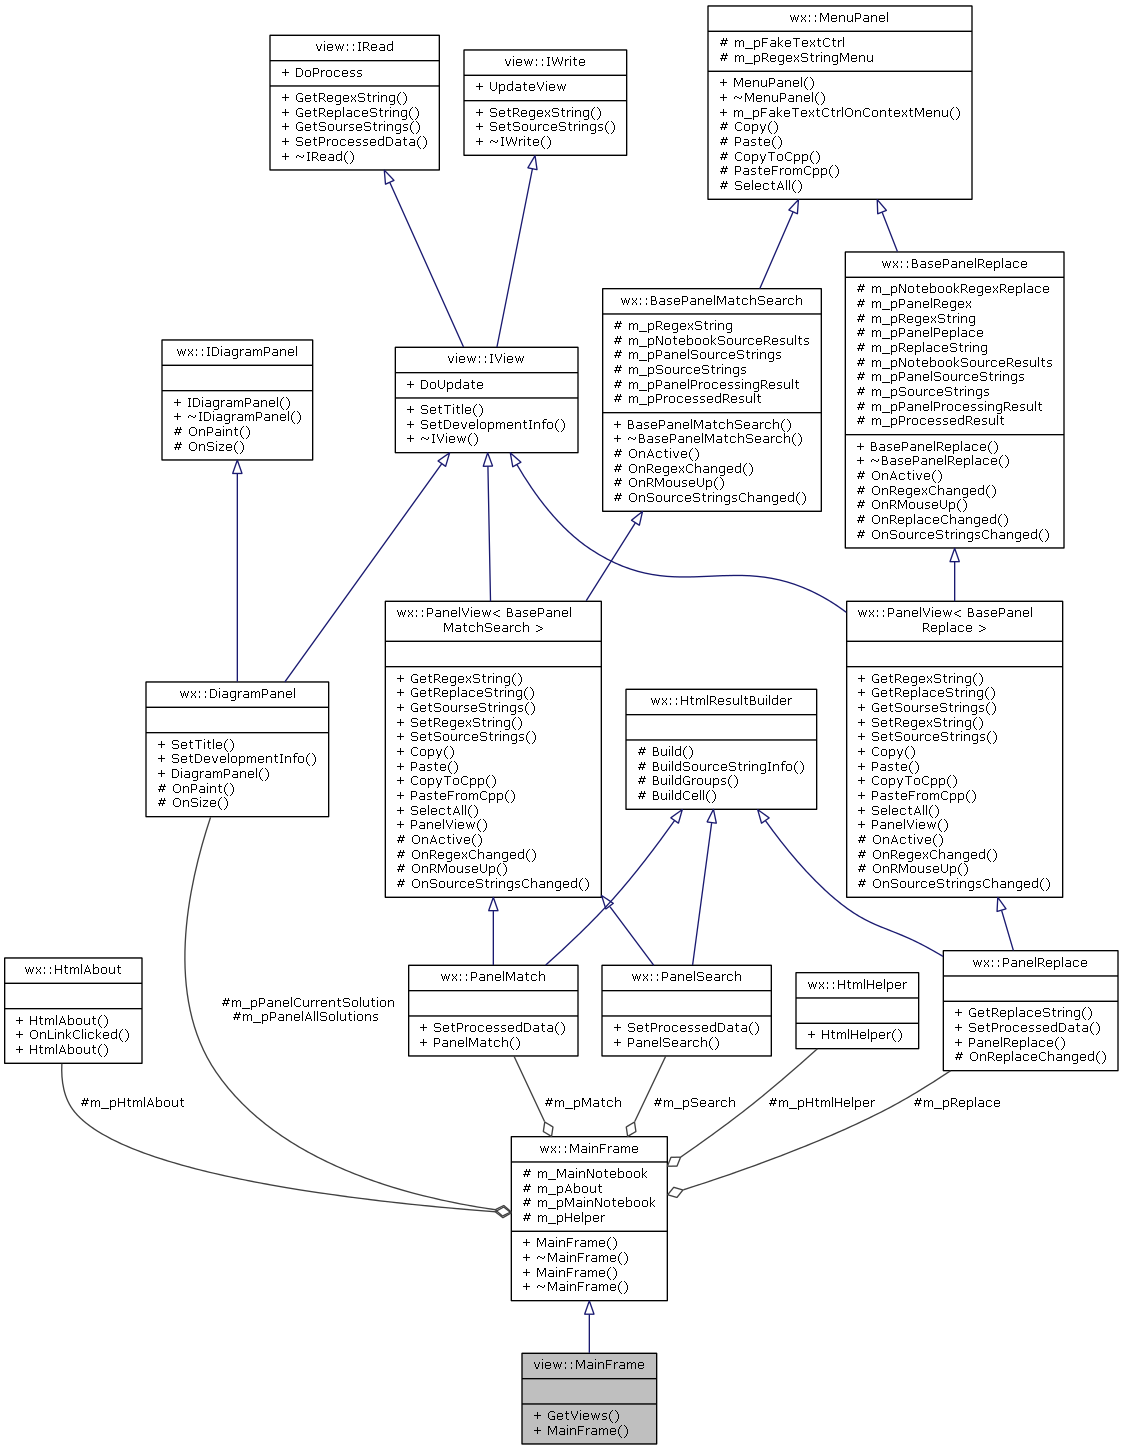 wx::MenuPanel
# m_pFakeTextCtrl
# m_pRegexStringMenu
+ MenuPanel()
+ ~MenuPanel()
+ m_pFakeTextCtrlOnContextMenu()
# Copy()
# Paste()
# CopyToCpp()
# PasteFromCpp()
# SelectAll()
view::IRead
+ DoProcess
+ GetRegexString()
+ GetReplaceString()
+ GetSourseStrings()
+ SetProcessedData()
+ ~IRead()
view::IWrite
+ UpdateView
+ SetRegexString()
+ SetSourceStrings()
+ ~IWrite()
wx::BasePanelReplace
# m_pNotebookRegexReplace
# m_pPanelRegex
# m_pRegexString
# m_pPanelPeplace
# m_pReplaceString
# m_pNotebookSourceResults
# m_pPanelSourceStrings
# m_pSourceStrings
# m_pPanelProcessingResult
# m_pProcessedResult
+ BasePanelReplace()
+ ~BasePanelReplace()
# OnActive()
# OnRegexChanged()
# OnRMouseUp()
# OnReplaceChanged()
# OnSourceStringsChanged()
wx::BasePanelMatchSearch
# m_pRegexString
# m_pNotebookSourceResults
# m_pPanelSourceStrings
# m_pSourceStrings
# m_pPanelProcessingResult
# m_pProcessedResult
+ BasePanelMatchSearch()
+ ~BasePanelMatchSearch()
# OnActive()
# OnRegexChanged()
# OnRMouseUp()
# OnSourceStringsChanged()
wx::IDiagramPanel
+ IDiagramPanel()
+ ~IDiagramPanel()
# OnPaint()
# OnSize()
view::IView
+ DoUpdate
+ SetTitle()
+ SetDevelopmentInfo()
+ ~IView()
wx::PanelView< BasePanel
MatchSearch >
+ GetRegexString()
+ GetReplaceString()
+ GetSourseStrings()
+ SetRegexString()
+ SetSourceStrings()
+ Copy()
+ Paste()
+ CopyToCpp()
+ PasteFromCpp()
+ SelectAll()
+ PanelView()
# OnActive()
# OnRegexChanged()
# OnRMouseUp()
# OnSourceStringsChanged()
wx::PanelView< BasePanel
Replace >
+ GetRegexString()
+ GetReplaceString()
+ GetSourseStrings()
+ SetRegexString()
+ SetSourceStrings()
+ Copy()
+ Paste()
+ CopyToCpp()
+ PasteFromCpp()
+ SelectAll()
+ PanelView()
# OnActive()
# OnRegexChanged()
# OnRMouseUp()
# OnSourceStringsChanged()
wx::DiagramPanel
+ SetTitle()
+ SetDevelopmentInfo()
+ DiagramPanel()
# OnPaint()
# OnSize()
wx::HtmlResultBuilder
# Build()
# BuildSourceStringInfo()
# BuildGroups()
# BuildCell()
wx::HtmlAbout
+ HtmlAbout()
+ OnLinkClicked()
+ HtmlAbout()
#m_pPanelCurrentSolution
#m_pPanelAllSolutions
wx::PanelMatch
+ SetProcessedData()
+ PanelMatch()
wx::PanelSearch
+ SetProcessedData()
+ PanelSearch()
wx::HtmlHelper
+ HtmlHelper()
wx::PanelReplace
+ GetReplaceString()
+ SetProcessedData()
+ PanelReplace()
# OnReplaceChanged()
#m_pHtmlAbout
#m_pMatch
#m_pSearch
#m_pHtmlHelper
#m_pReplace
wx::MainFrame
# m_MainNotebook
# m_pAbout
# m_pMainNotebook
# m_pHelper
+ MainFrame()
+ ~MainFrame()
+ MainFrame()
+ ~MainFrame()
view::MainFrame
+ GetViews()
+ MainFrame()